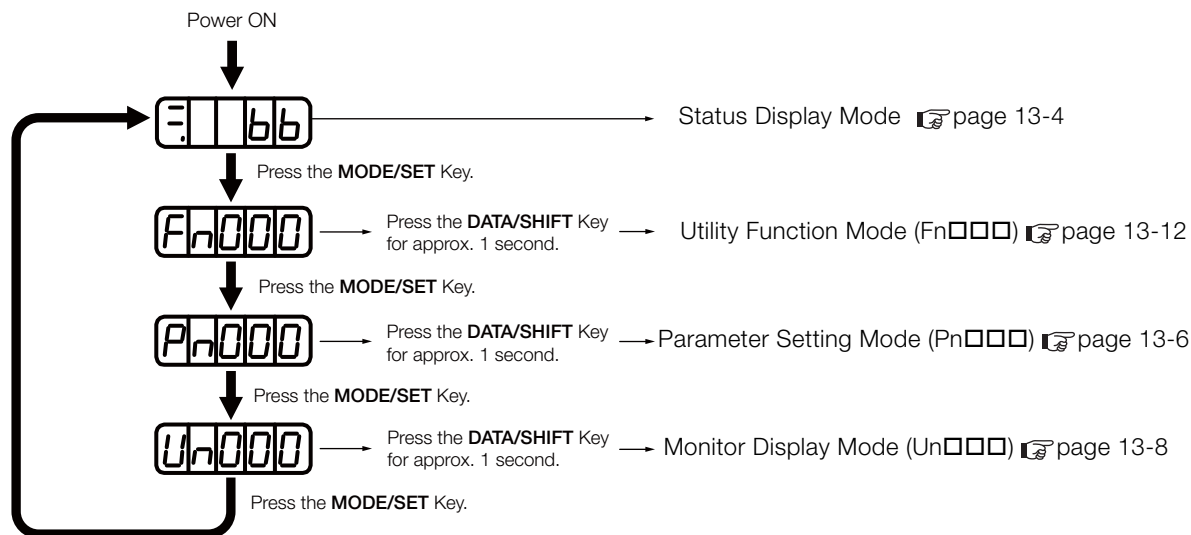 Power ON
bb
Status Display Mode page 13-4
Press the MODE/SET Key.
Fn000
Press the DATA/SHIFT Key
for approx. 1 second.
Utility Function Mode (Fn□□□) page 13-12
Press the MODE/SET Key.
Pn000
Press the DATA/SHIFT Key
for approx. 1 second.
Parameter Setting Mode (Pn□□□) page 13-6
Press the MODE/SET Key.
Un000
Press the DATA/SHIFT Key
for approx. 1 second.
Monitor Display Mode (Un□□□) page 13-8
Press the MODE/SET Key.